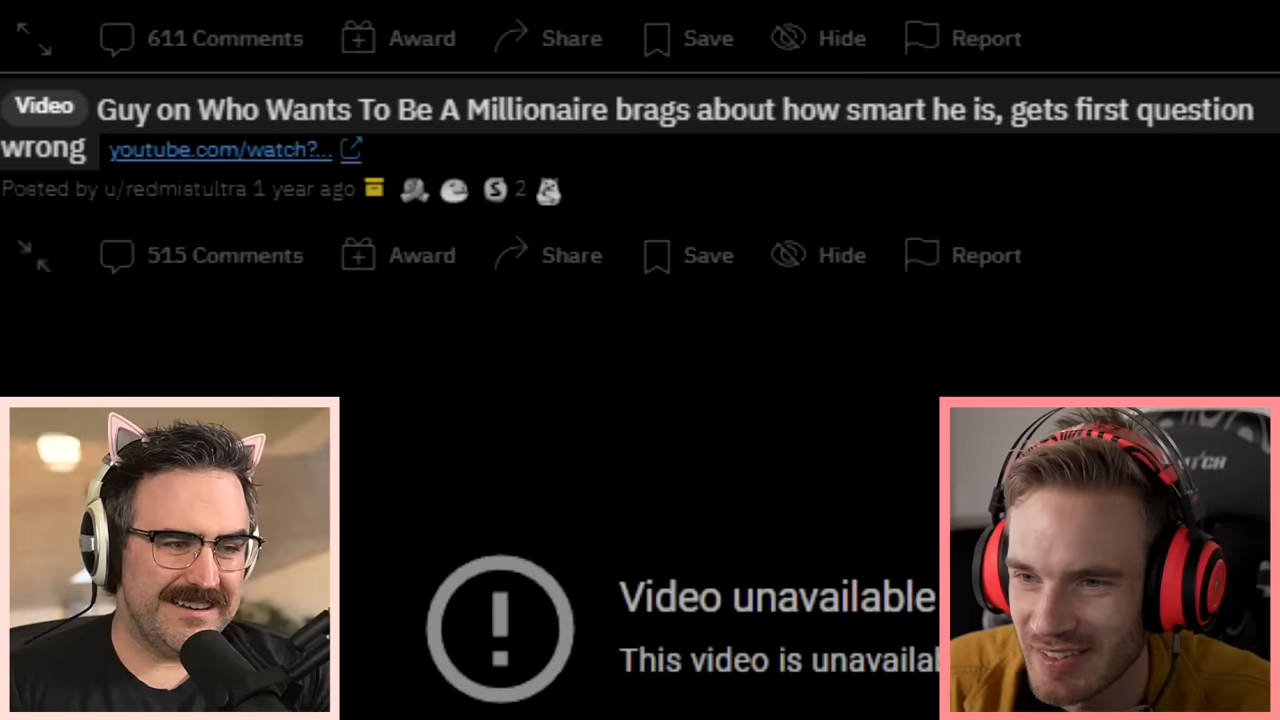 611 Comments Award Share Save Hide Report
Video Guy on Who Wants To Be A Millionaire brags about how smart he is, gets first question
wrong youtube.com/watch?...
Posted by u/redmistultra 1 year ago 2
515 Comments Award Share Save Hide Report
Video unavailable
This video is